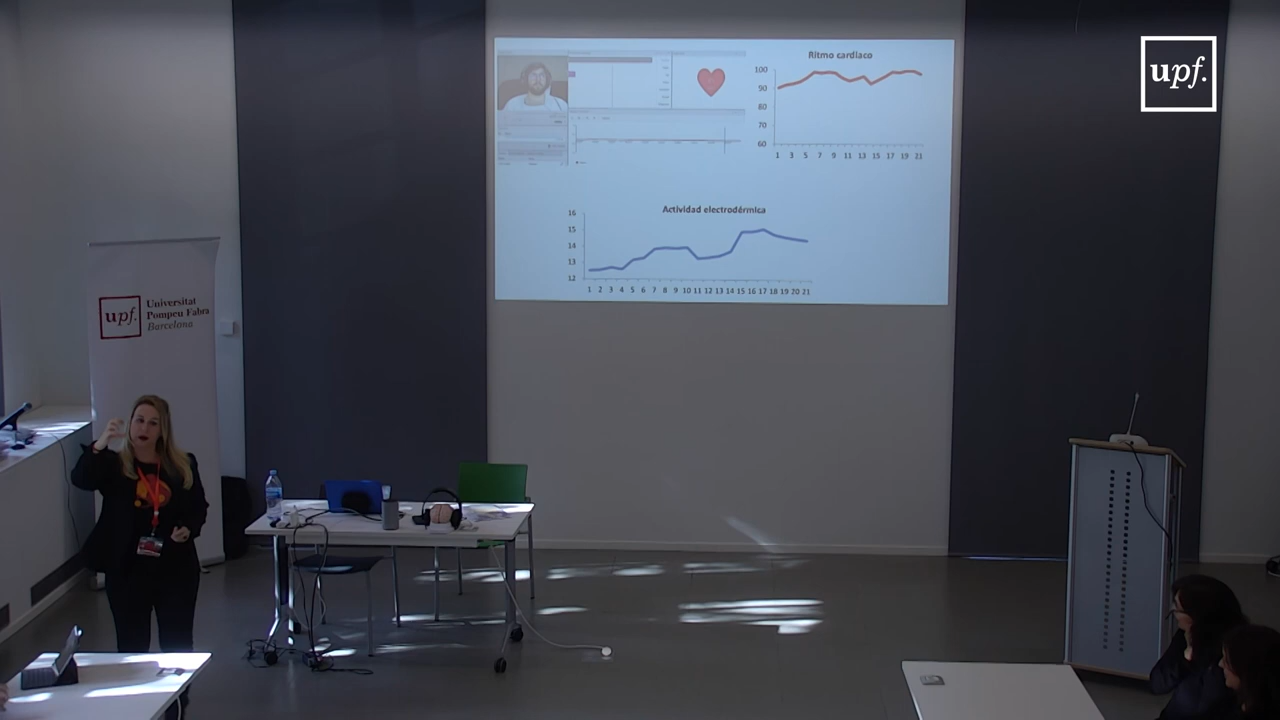 upf.
Ritmo cardíaco
100
90
80
70
60
1 3 5 7 9 11 13 15 17 19 21
Actividad electrodérmica
16
15
14
13
12
1 2 3 4 5 6 7 8 9 10 11 12 13 14 15 16 17 18 19 20 21
upf.
Universitat
Pompeu Fabra
Barcelona